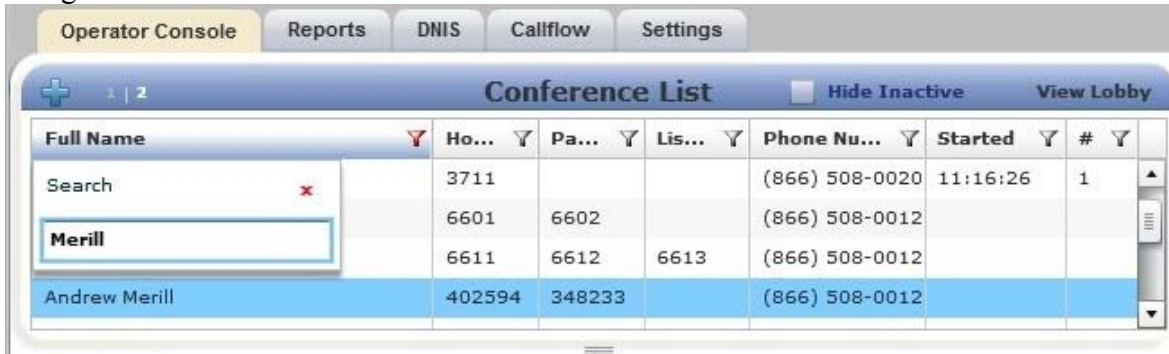 Operator Console Reports DNIS Callflow Settings
1 | 2 Conference List Hide Inactive View Lobby
Full Name Ho... Pa... Lis... Phone Nu... Started #
Search x 3711 (866) 508-0020 11:16:26 1
6601 6602 (866) 508-0012
Merill
6611 6612 6613 (866) 508-0012
Andrew Merill 402594 348233 (866) 508-0012